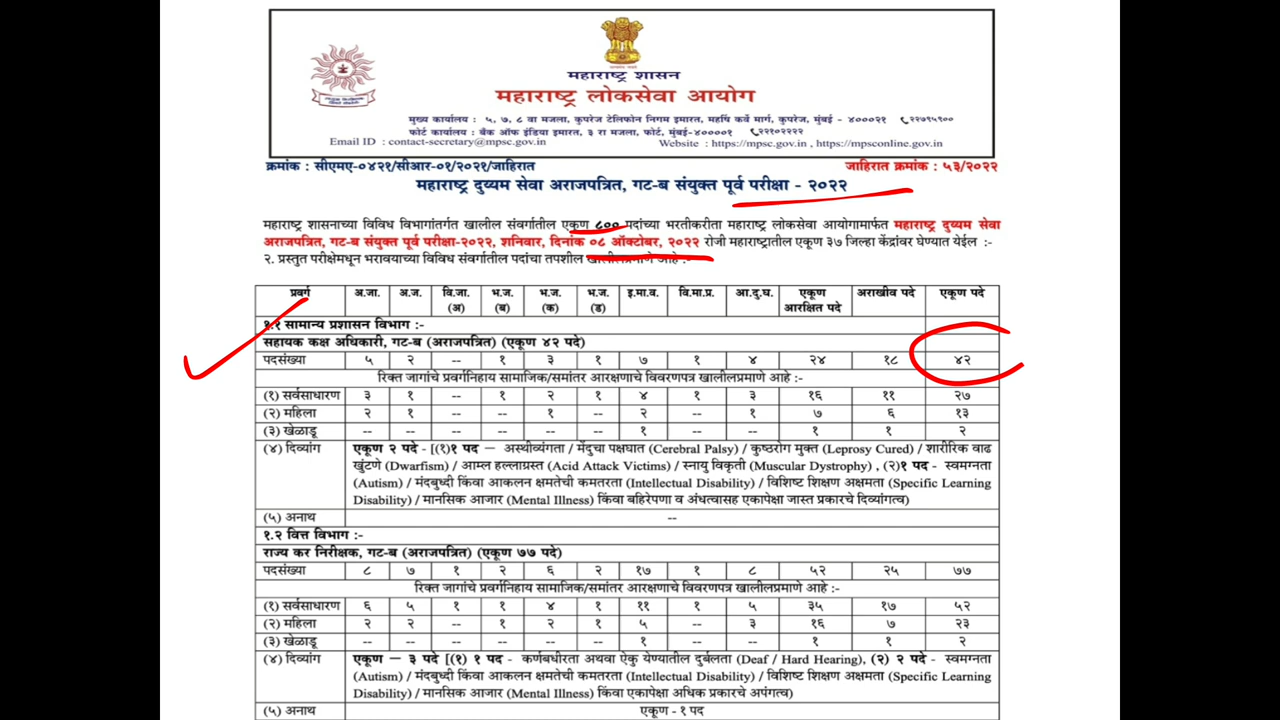 महाराष्ट्र शासन
महाराष्ट्र लोकसेवा आयोग
मुख्य कार्यालय : ५, ७, ८ वा मजला, कुपरेज टेलिफोन निगम इमारत, महर्षि कर्वे मार्ग, कुपरेज, मुंबई - ४०००२१ २२७९५९००
फोर्ट कार्यालय : बँक ऑफ इंडिया इमारत, ३ रा मजला, फोर्ट, मुंबई-४००००१ २२१०२२२२
Email ID : contact-secretary@mpsc.gov.in Website : https://mpsc.gov.in , https://mpsconline.gov.in
क्रमांक : सीएमए-०४२१/सीआर-०१/२०२१/जाहिरात जाहिरात क्रमांक : ५३/२०२२
महाराष्ट्र दुय्यम सेवा अराजपत्रित, गट-ब संयुक्त पूर्व परीक्षा - २०२२
महाराष्ट्र शासनाच्या विविध विभागांतर्गत खालील संवर्गातील एकूण ८०० पदांच्या भरतीकरीता महाराष्ट्र लोकसेवा आयोगामार्फत महाराष्ट्र दुय्यम सेवा
अराजपत्रित, गट-ब संयुक्त पूर्व परीक्षा-२०२२, शनिवार, दिनांक ०८ ऑक्टोबर, २०२२ रोजी महाराष्ट्रातील एकूण ३७ जिल्हा केंद्रांवर घेण्यात येईल :-
२. प्रस्तुत परीक्षेमधून भरावयाच्या विविध संवर्गातील पदांचा तपशील खालीलप्रमाणे आहे :-
प्रवर्ग अ.जा. अ.ज. वि.जा. (अ) भ.ज. (ब) भ.ज. (क) भ.ज. (ड) इ.मा.व. वि.मा.प्र. आ.दु.घ. एकूण आरक्षित पदे अराखीव पदे एकूण पदे
१.१ सामान्य प्रशासन विभाग :-
सहायक कक्ष अधिकारी, गट-ब (अराजपत्रित) (एकूण ४२ पदे)
पदसंख्या ५ २ -- १ ३ १ ७ १ ४ २४ १८ ४२
रिक्त जागांचे प्रवर्गनिहाय सामाजिक/समांतर आरक्षणाचे विवरणपत्र खालीलप्रमाणे आहे :-
(१) सर्वसाधारण ३ १ -- १ २ १ ४ १ ३ १६ ११ २७
(२) महिला २ १ -- -- १ -- २ -- १ ७ ६ १३
(३) खेळाडू -- -- -- -- -- -- १ -- -- १ १ २
(४) दिव्यांग एकूण २ पदे - [(१)१ पद – अस्थीव्यंगता / मेंदुचा पक्षघात (Cerebral Palsy) / कुष्ठरोग मुक्त (Leprosy Cured) / शारीरिक वाढ
खुंटणे (Dwarfism) / आम्ल हल्लाग्रस्त (Acid Attack Victims) / स्नायु विकृती (Muscular Dystrophy) , (२)१ पद - स्वमग्नता
(Autism) / मंदबुध्दी किंवा आकलन क्षमतेची कमतरता (Intellectual Disability) / विशिष्ट शिक्षण अक्षमता (Specific Learning
Disability) / मानसिक आजार (Mental Illness) किंवा बहिरेपणा व अंधत्वासह एकापेक्षा जास्त प्रकारचे दिव्यांगत्व)
(५) अनाथ --
१.२ वित्त विभाग :-
राज्य कर निरीक्षक, गट-ब (अराजपत्रित) (एकूण ७७ पदे)
पदसंख्या ८ ७ १ २ ६ २ १७ १ ८ ५२ २५ ७७
रिक्त जागांचे प्रवर्गनिहाय सामाजिक/समांतर आरक्षणाचे विवरणपत्र खालीलप्रमाणे आहे :-
(१) सर्वसाधारण ६ ५ १ १ ४ १ ११ १ ५ ३५ १७ ५२
(२) महिला २ २ -- १ २ १ ५ -- ३ १६ ७ २३
(३) खेळाडू -- -- -- -- -- -- १ -- -- १ १ २
(४) दिव्यांग एकूण – ३ पदे [(१) १ पद - कर्णबधीरता अथवा ऐकु येण्यातील दुर्बलता (Deaf / Hard Hearing), (२) २ पदे - स्वमग्नता
(Autism) / मंदबुध्दी किंवा आकलन क्षमतेची कमतरता (Intellectual Disability) / विशिष्ट शिक्षण अक्षमता (Specific Learning
Disability) / मानसिक आजार (Mental Illness) किंवा एकापेक्षा अधिक प्रकारचे अपंगत्व)
(५) अनाथ एकूण - १ पद